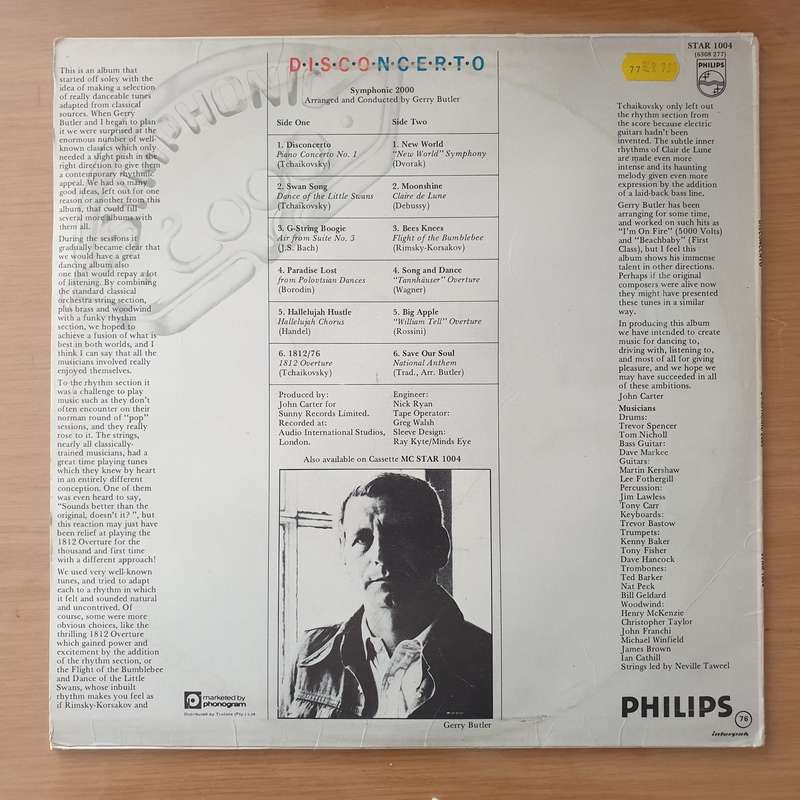 This is an album that
started off soley with the
idea of making a selection
of really danceable tunes
adapted from classical
sources. When Gerry
Butler and I began to plan
it we were surprised at the
enormous number of well-
known classics which only
needed a slight push in the
right direction to give them
a contemporary rhythmic
appeal. We had so many
good ideas, left out for one
reason or another from this
album, that could fill
several more albums with
them all.
During the sessions it
gradually became clear that
we would have a great
dancing album also
one that would repay a lot
of listening. By combining
the standard classical
orchestra string section,
plus brass and woodwind
with a funky rhythm
section, we hoped to
achieve a fusion of what is
best in both worlds, and I
think I can say that all the
musicians involved really
enjoyed themselves.
To the rhythm section it
was a challenge to play
music such as they don't
often encounter on their
norman round of "pop"
sessions, and they really
rose to it. The strings,
nearly all classically-
trained musicians, had a
great time playing tunes
which they knew by heart
in an entirely different
conception. One of them
was even heard to say,
"Sounds better than the
original, doesn't it? ", but
this reaction may just have
been relief at playing the
1812 Overture for the
thousand and first time
with a different approach!
We used very well-known
tunes, and tried to adapt
each to a rhythm in which
it felt and sounded natural
and uncontrived. Of
course, some were more
obvious choices, like the
thrilling 1812 Overture
which gained power and
excitement by the addition
of the rhythm section, or
the Flight of the Bumblebee
and Dance of the Little
Swans, whose inbuilt
rhythm makes you feel as
if Rimsky-Korsakov and
SYMPHONIC
2000
D·I·S·C·O·N·C·E·R·T·O
Symphonic 2000
Arranged and Conducted by Gerry Butler
Side One
1. Disconcerto
Piano Concerto No. 1
(Tchaikovsky)
2. Swan Song
Dance of the Little Swans
(Tchaikovsky)
3. G-String Boogie
Air from Suite No. 3
(J.S. Bach)
4. Paradise Lost
from Polovtsian Dances
(Borodin)
5. Hallelujah Hustle
Hallelujah Chorus
(Handel)
6. 1812/76
1812 Overture
(Tchaikovsky)
Side Two
1. New World
"New World" Symphony
(Dvorak)
2. Moonshine
Claire de Lune
(Debussy)
3. Bees Knees
Flight of the Bumblebee
(Rimsky-Korsakov)
4. Song and Dance
"Tannhäuser" Overture
(Wagner)
5. Big Apple
"William Tell" Overture
(Rossini)
6. Save Our Soul
National Anthem
(Trad., Arr. Butler)
Produced by:
John Carter for
Sunny Records Limited.
Recorded at:
Audio International Studios,
London.
Engineer:
Nick Ryan
Tape Operator:
Greg Walsh
Sleeve Design:
Ray Kyte/Minds Eye
Also available on Cassette MC STAR 1004
Gerry Butler
marketed by
phonogram
STAR 1004
(6308 277)
PHILIPS
Tchaikovsky only left out
the rhythm section from
the score because electric
guitars hadn't been
invented. The subtle inner
rhythms of Clair de Lune
are made even more
intense and its haunting
melody given even more
expression by the addition
of a laid-back bass line.
Gerry Butler has been
arranging for some time,
and worked on such hits as
"I'm On Fire" (5000 Volts)
and "Beachbaby" (First
Class), but I feel this
album shows his immense
talent in other directions.
Perhaps if the original
composers were alive now
they might have presented
these tunes in a similar
way.
In producing this album
we have intended to create
music for dancing to,
driving with, listening to,
and most of all for giving
pleasure, and we hope we
may have succeeded in all
of these ambitions.
John Carter
Musicians
Drums:
Trevor Spencer
Tom Nicholl
Bass Guitar:
Dave Markee
Guitars:
Martin Kershaw
Lee Fothergill
Percussion:
Jim Lawless
Tony Carr
Keyboards:
Trevor Bastow
Trumpets:
Kenny Baker
Tony Fisher
Dave Hancock
Trombones:
Ted Barker
Nat Peck
Bill Geldard
Woodwind:
Henry McKenzie
Christopher Taylor
John Franchi
Michael Winfield
James Brown
Ian Cathill
Strings led by Neville Taweel
PHILIPS
76
interpak